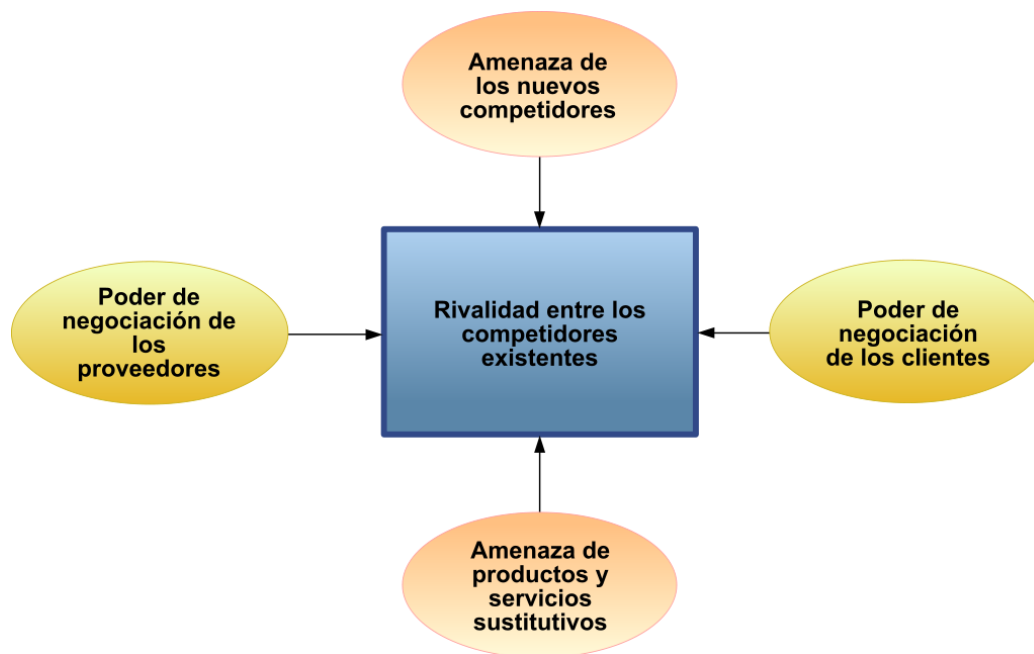 Amenaza de
los nuevos
competidores
Poder de
negociación de
los
proveedores
Rivalidad entre los
competidores
existentes
Poder de
negociación
de los clientes
Amenaza de
productos y
servicios
sustitutivos